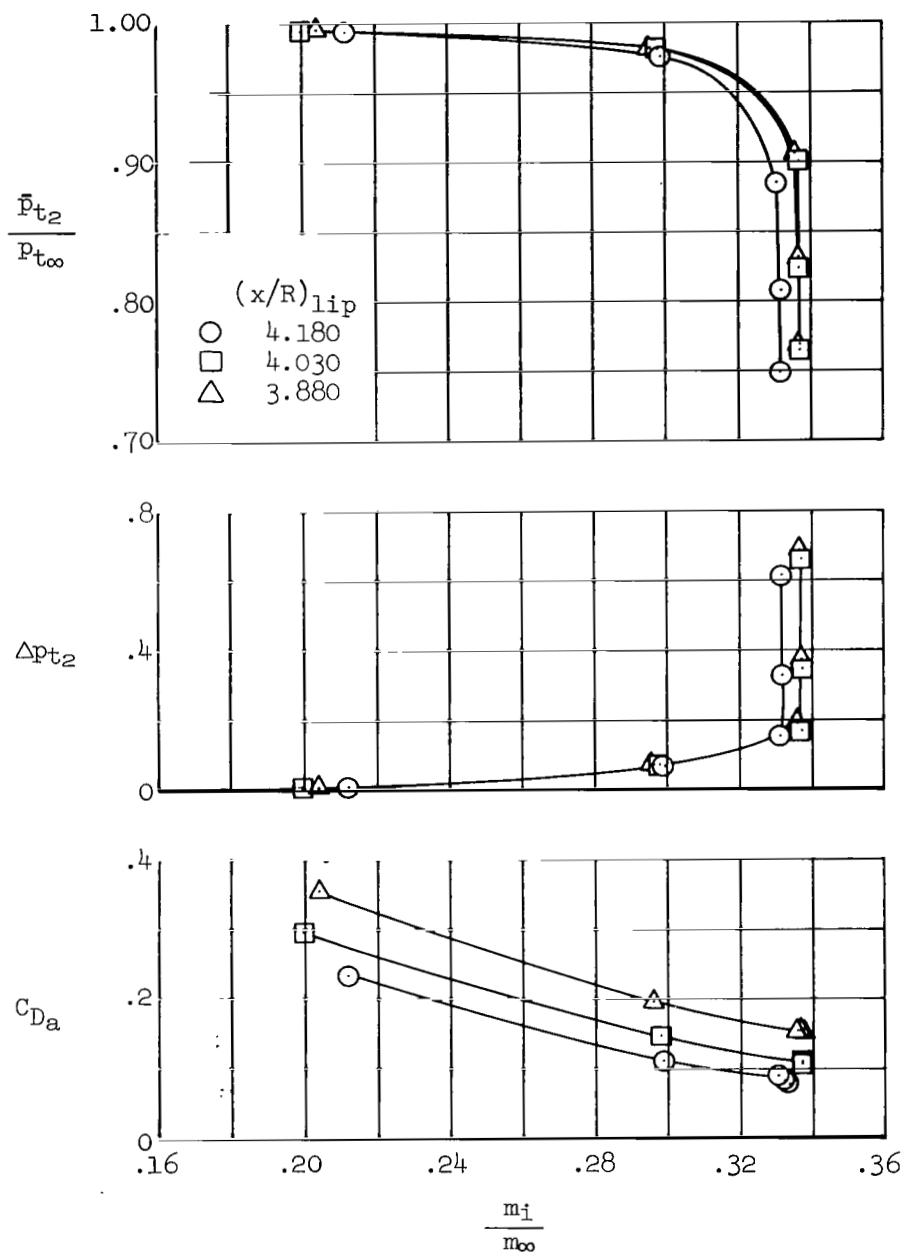 1.00
.90
.80
.70
p̄t2
pt∞
(x/R)lip
4.180
4.030
3.880
.8
.4
0
Δpt2
.4
.2
0
CDa
.16 .20 .24 .28 .32 .36
mi
m∞